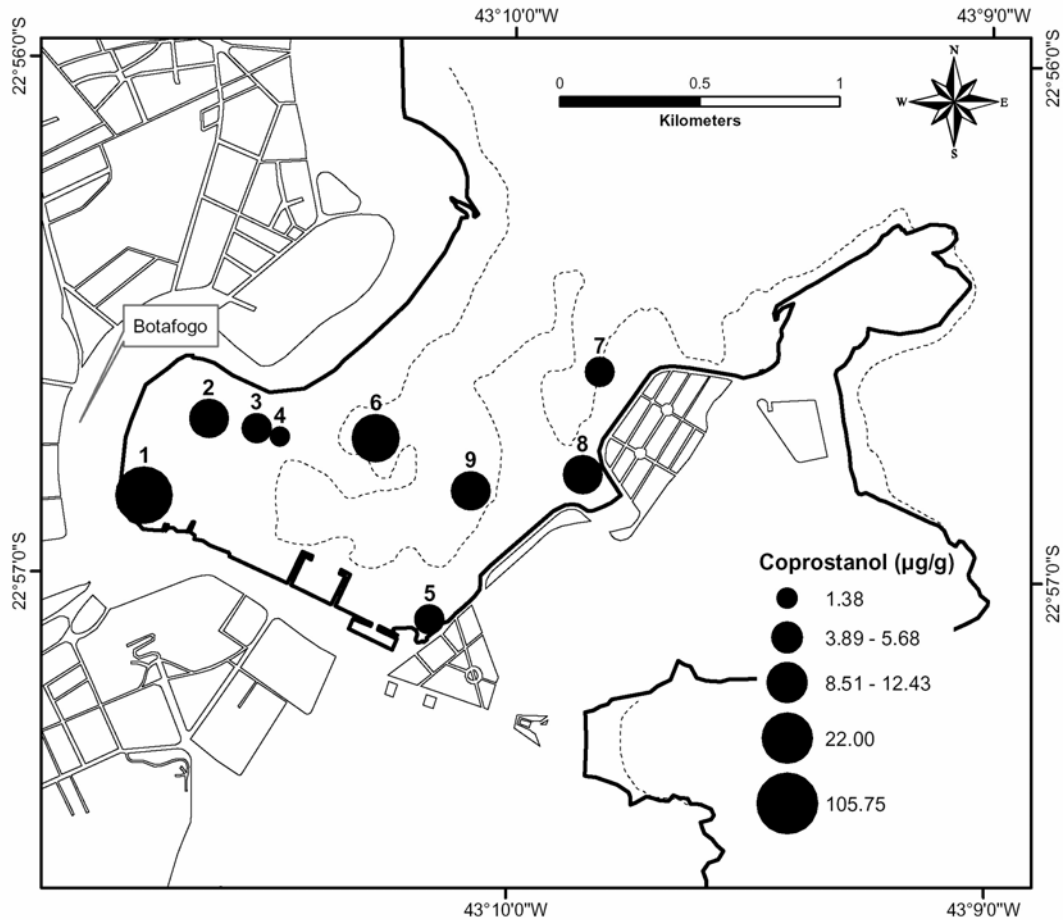 43°10'0"W
43°9'0"W
22°56'0"S
22°56'0"S
0
0.5
1
Kilometers
N
W
E
S
Botafogo
7
2
3
4
6
8
1
9
5
22°57'0"S
22°57'0"S
Coprostanol (µg/g)
1.38
3.89 - 5.68
8.51 - 12.43
22.00
105.75
43°10'0"W
43°9'0"W